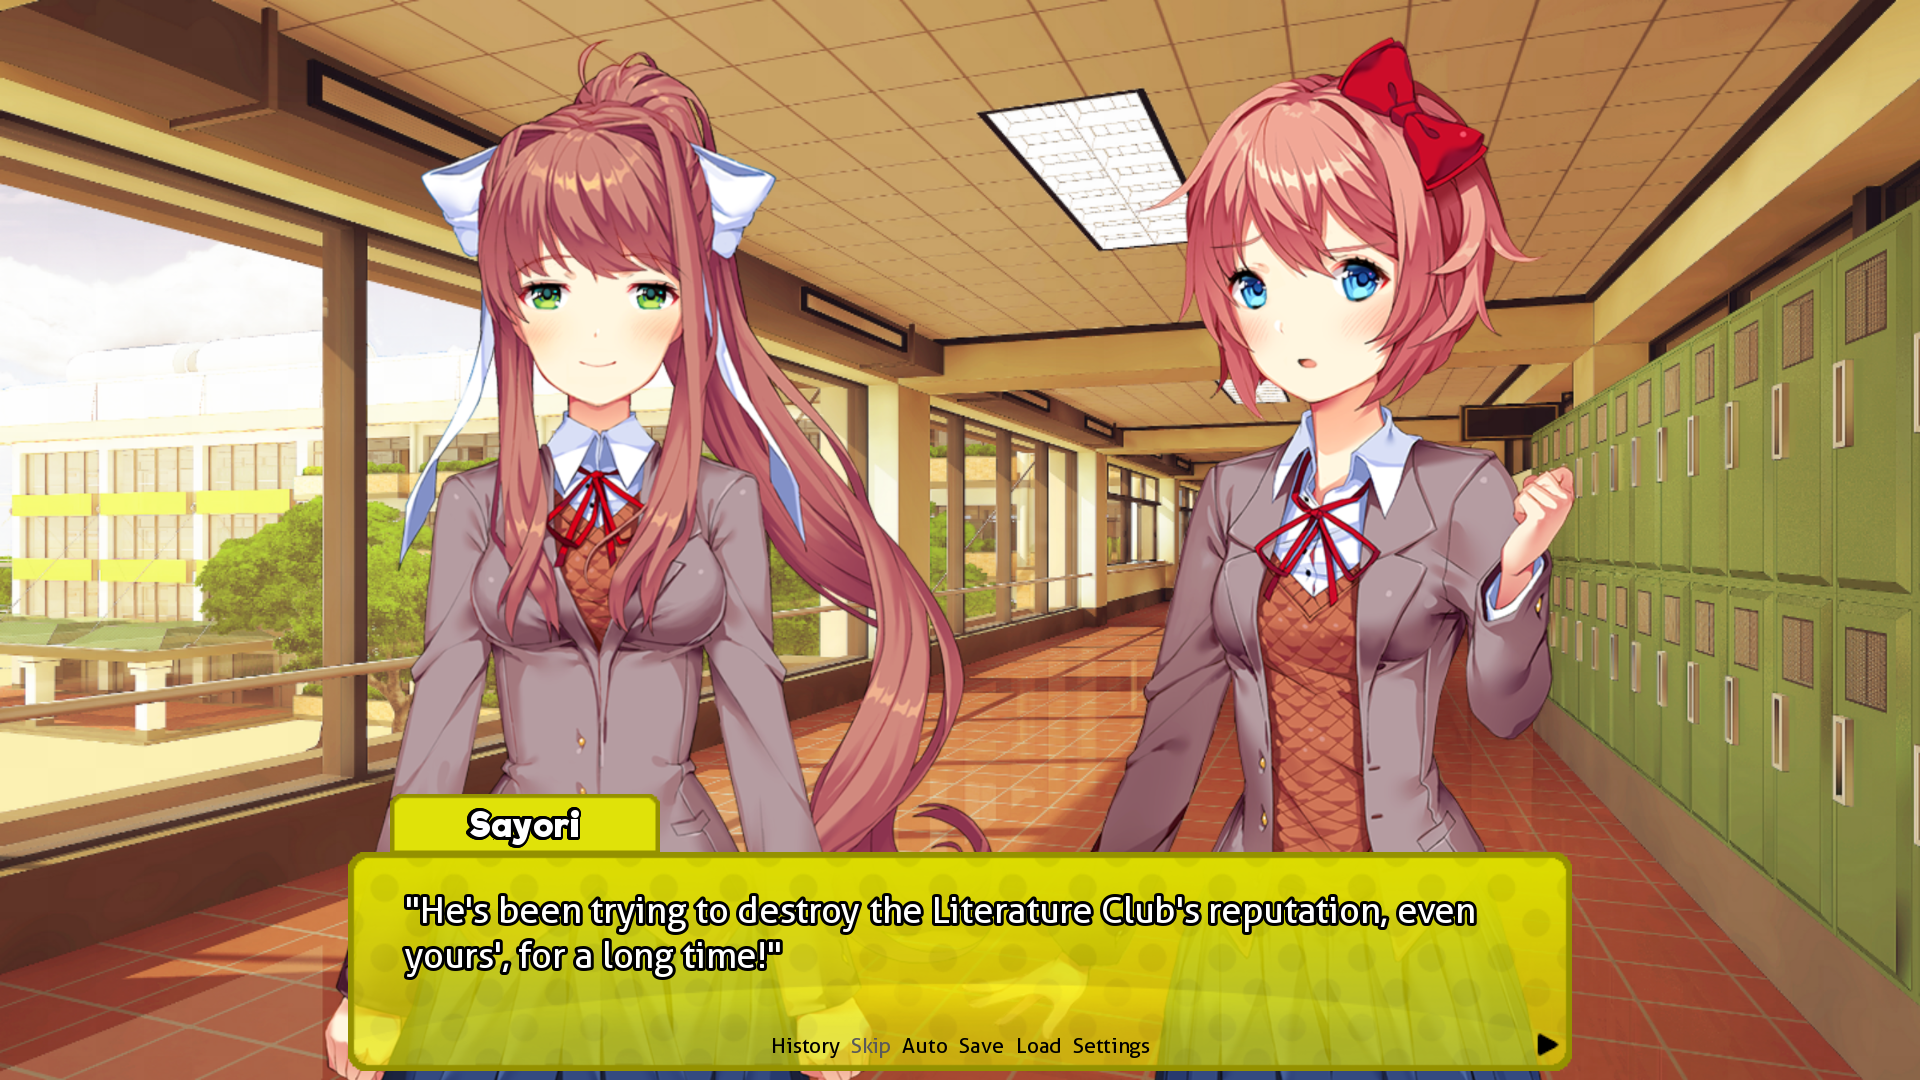 Sayori
"He's been trying to destroy the Literature Club's reputation, even
yours', for a long time!"
History Skip Auto Save Load Settings